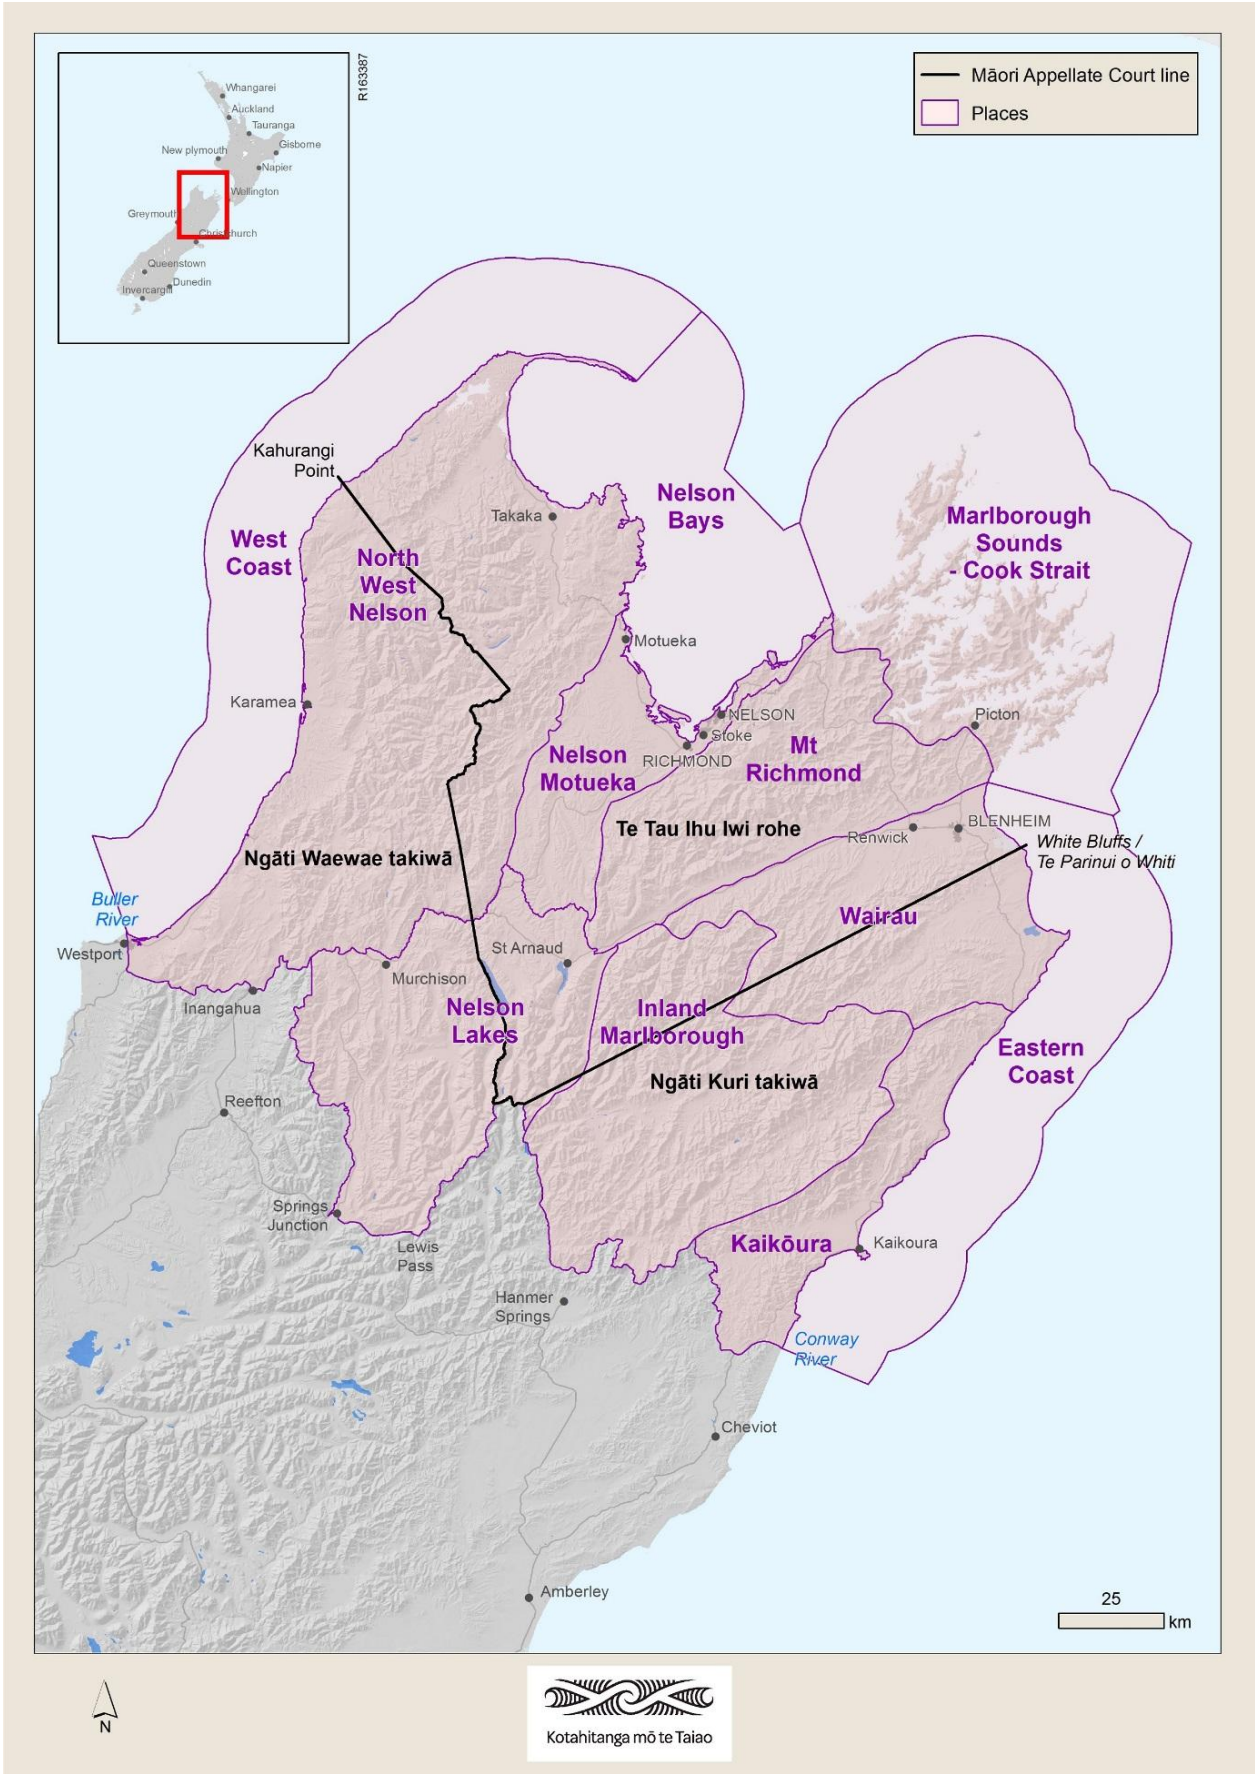 Whangarei
Auckland
Tauranga
Gisborne
New plymouth
Napier
Wellington
Greymouth
Christchurch
Queenstown
Dunedin
Invercargill
R163387
Māori Appellate Court line
Places
Kahurangi
Point
West
Coast
North
West
Nelson
Takaka
Nelson
Bays
Marlborough
Sounds
- Cook Strait
Motueka
Karamea
NELSON
Stoke
RICHMOND
Picton
Nelson
Motueka
Mt
Richmond
Te Tau Ihu Iwi rohe
Renwick
BLENHEIM
White Bluffs /
Te Parinui o Whiti
Ngāti Waewae takiwā
Buller
River
Westport
Wairau
St Arnaud
Murchison
Inangahua
Nelson
Lakes
Inland
Marlborough
Eastern
Coast
Ngāti Kuri takiwā
Reefton
Springs
Junction
Lewis
Pass
Kaikōura
Kaikoura
Hanmer
Springs
Conway
River
Cheviot
Amberley
25
km
N
Kotahitanga mō te Taiao